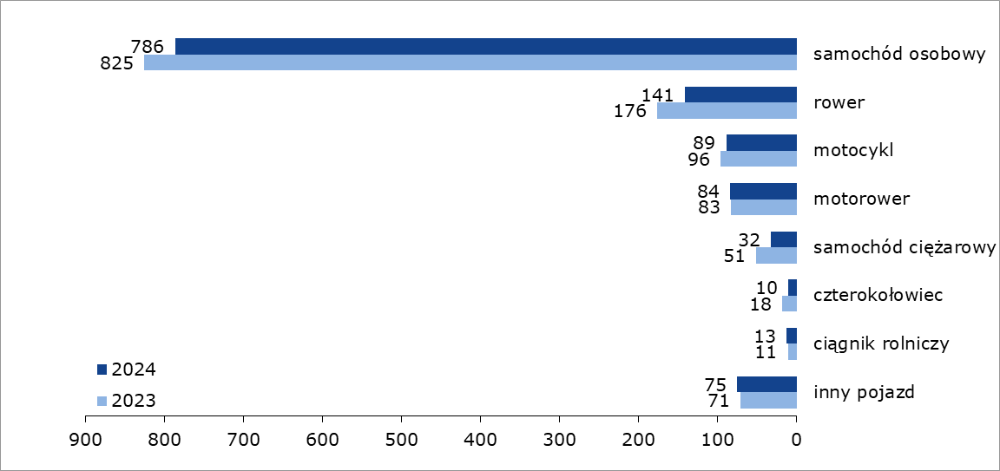 786
825
samochód osobowy
141
176
rower
89
96
motocykl
84
83
motorower
32
51
samochód ciężarowy
10
18
czterokołowiec
13
11
ciągnik rolniczy
75
71
inny pojazd
2024
2023
900 800 700 600 500 400 300 200 100 0